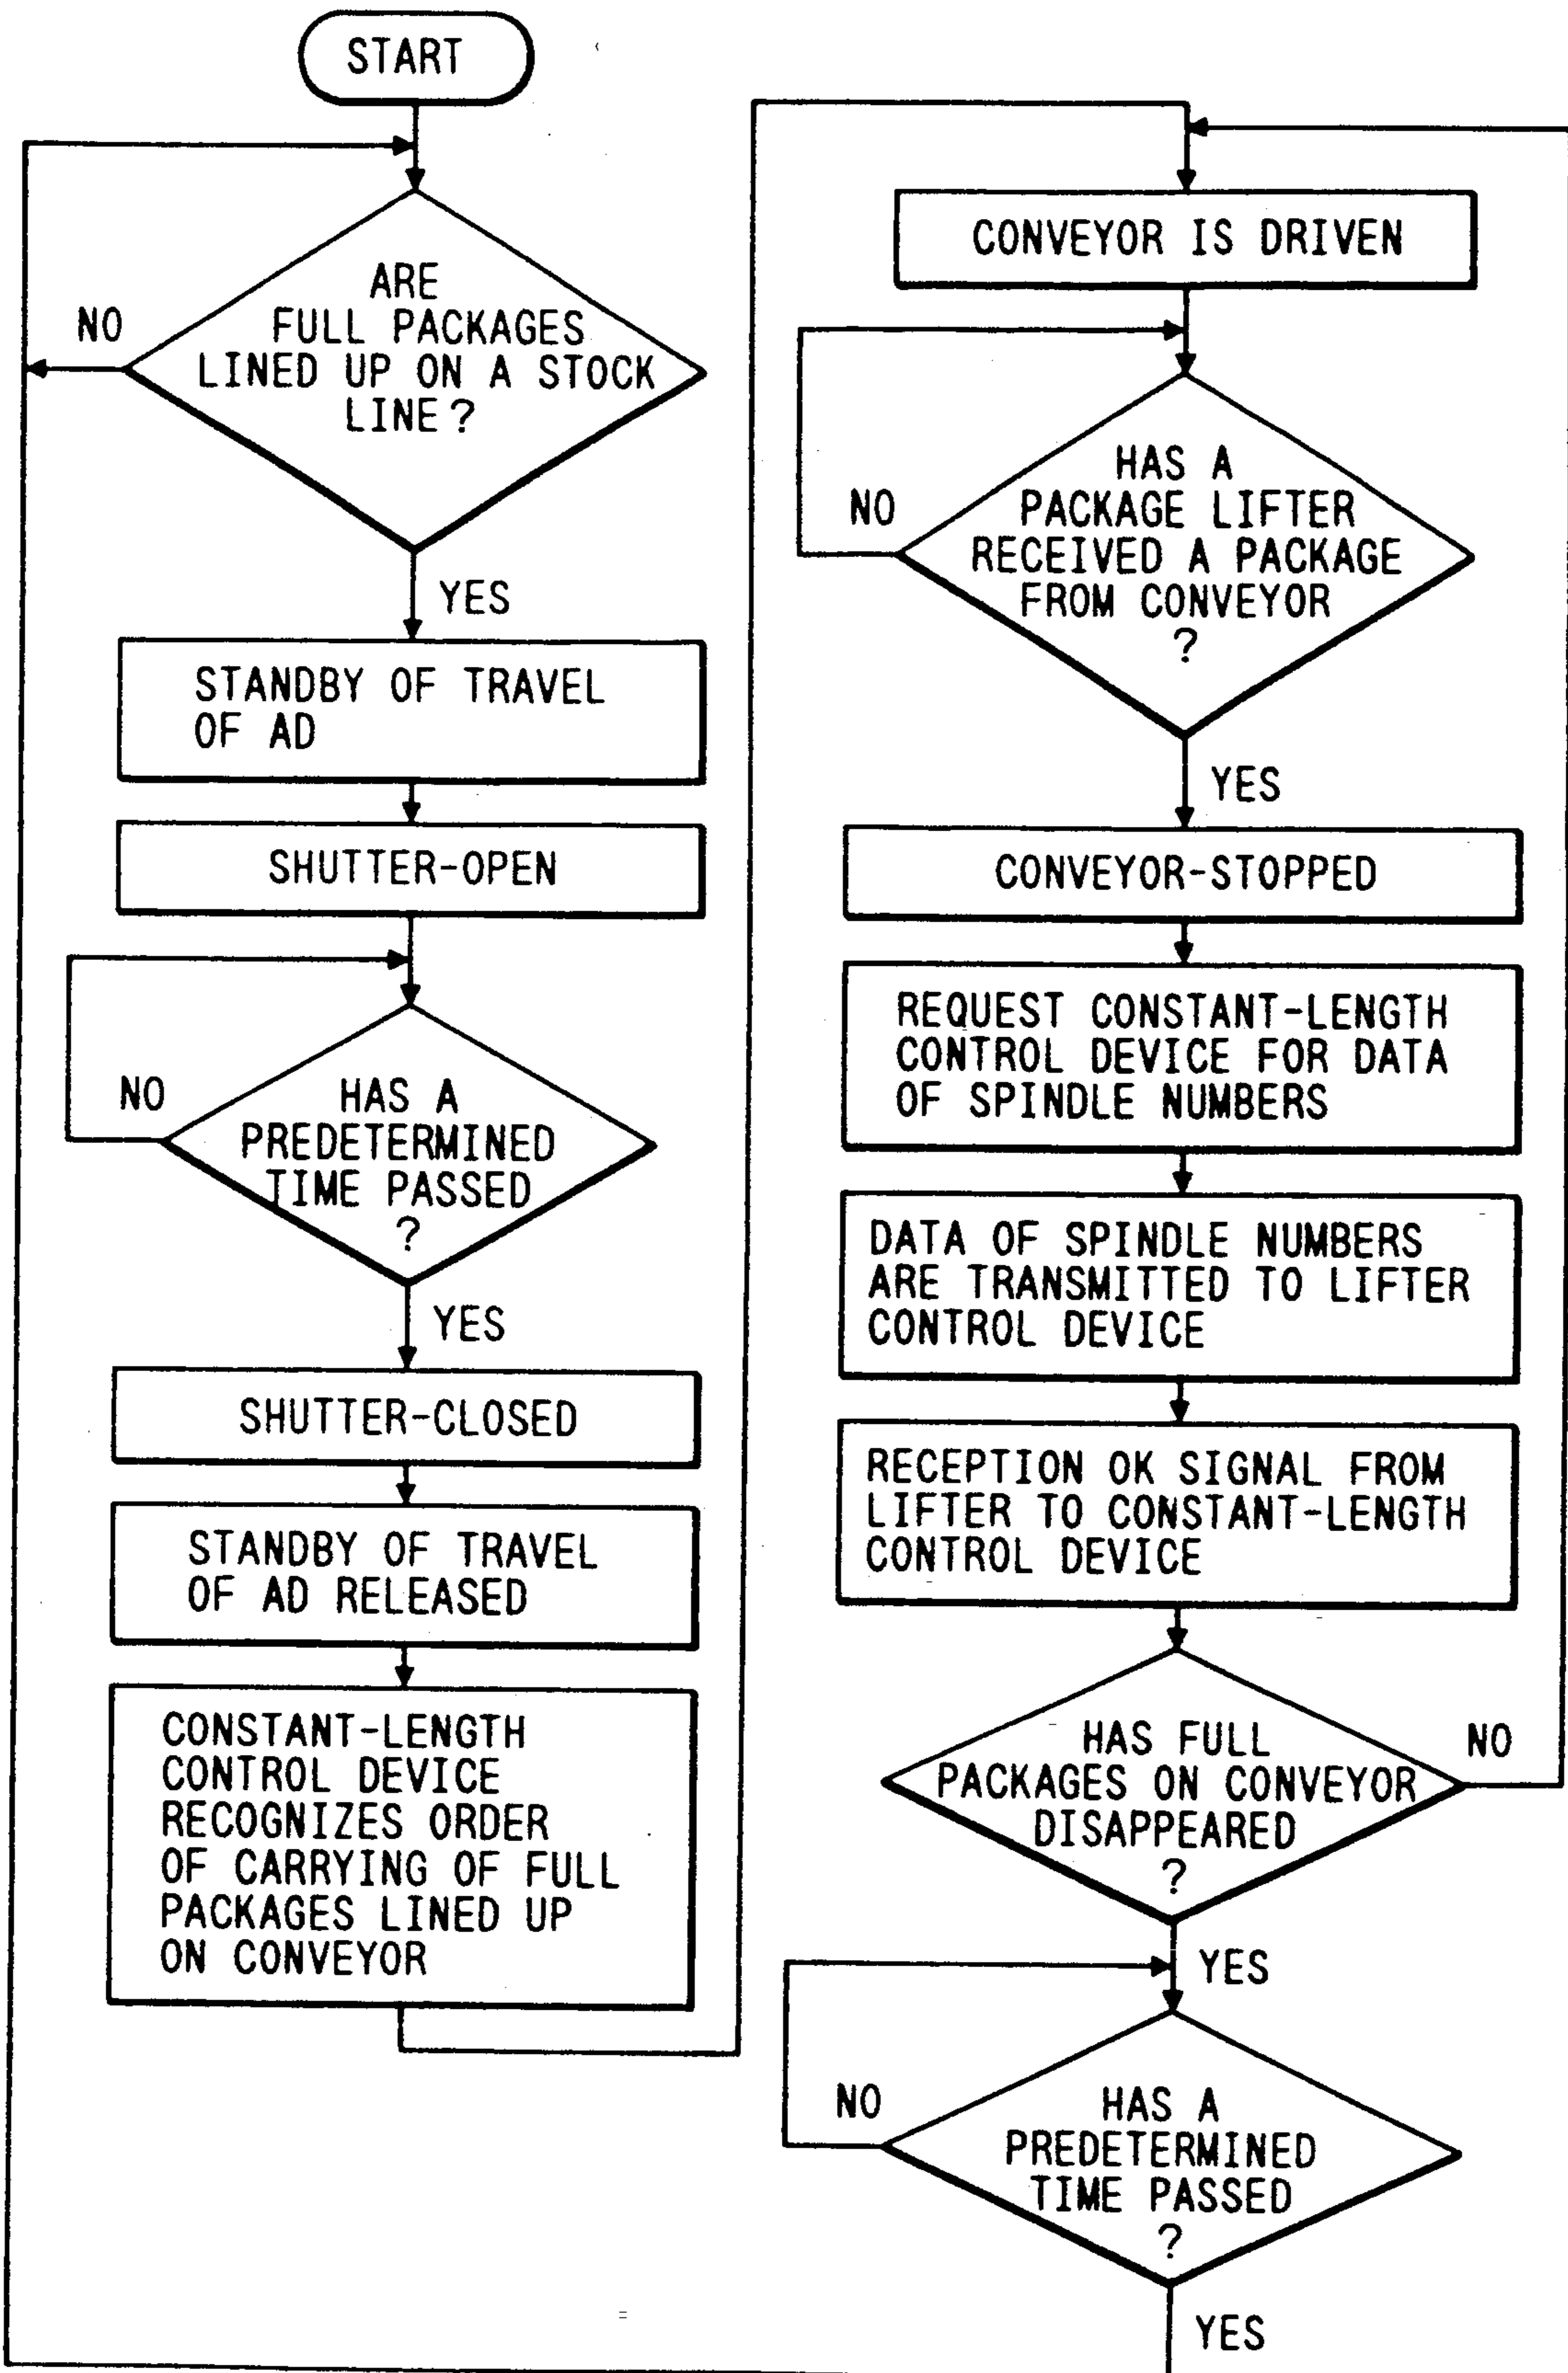 START
ARE
FULL PACKAGES
LINED UP ON A STOCK
LINE?
NO
YES
STANDBY OF TRAVEL
OF AD
SHUTTER-OPEN
NO
HAS A
PREDETERMINED
TIME PASSED
?
YES
SHUTTER-CLOSED
STANDBY OF TRAVEL
OF AD RELEASED
CONSTANT-LENGTH
CONTROL DEVICE
RECOGNIZES ORDER
OF CARRYING OF FULL
PACKAGES LINED UP
ON CONVEYOR
CONVEYOR IS DRIVEN
NO
HAS A
PACKAGE LIFTER
RECEIVED A PACKAGE
FROM CONVEYOR
?
YES
CONVEYOR-STOPPED
REQUEST CONSTANT-LENGTH
CONTROL DEVICE FOR DATA
OF SPINDLE NUMBERS
DATA OF SPINDLE NUMBERS
ARE TRANSMITTED TO LIFTER
CONTROL DEVICE
RECEPTION OK SIGNAL FROM
LIFTER TO CONSTANT-LENGTH
CONTROL DEVICE
HAS FULL
PACKAGES ON CONVEYOR
DISAPPEARED
?
NO
YES
NO
HAS A
PREDETERMINED
TIME PASSED
?
YES